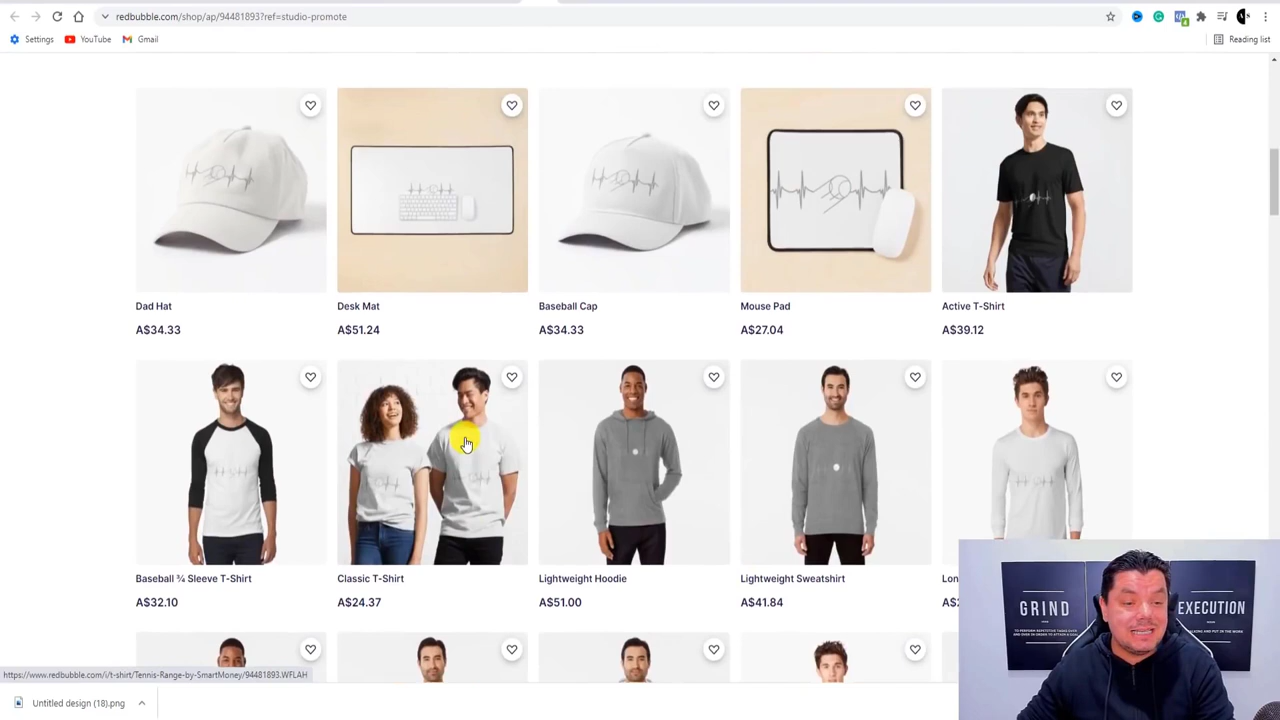 redbubble.com/shop/ap/94481893?ref=studio-promote
Settings
YouTube
Gmail
Reading list
Dad Hat
A$34.33
Desk Mat
A$51.24
Baseball Cap
A$34.33
Mouse Pad
A$27.04
Active T-Shirt
A$39.12
Baseball ¾ Sleeve T-Shirt
A$32.10
Classic T-Shirt
A$24.37
Lightweight Hoodie
A$51.00
Lightweight Sweatshirt
A$41.84
Lon
GRIND
EXECUTION
https://www.redbubble.com/i/t-shirt/Tennis-Range-by-SmartMoney/94481893.WFLAH
Untitled design (18).png